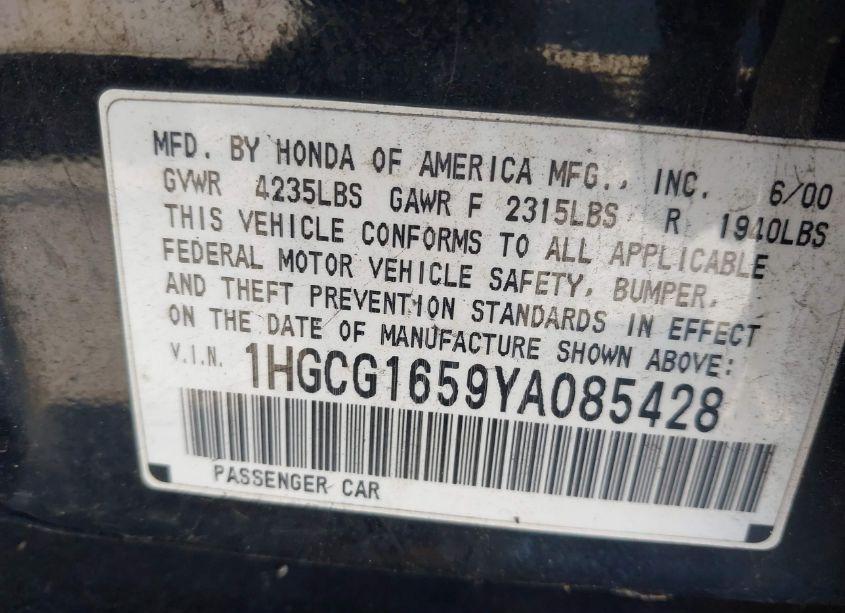 MFD. BY HONDA OF AMERICA MFG., INC. 6/00
GVWR 4235LBS GAWR F 2315LBS R 1940LBS
THIS VEHICLE CONFORMS TO ALL APPLICABLE
FEDERAL MOTOR VEHICLE SAFETY, BUMPER,
AND THEFT PREVENTION STANDARDS IN EFFECT
ON THE DATE OF MANUFACTURE SHOWN ABOVE:
V.I.N. 1HGCG1659YA085428
PASSENGER CAR